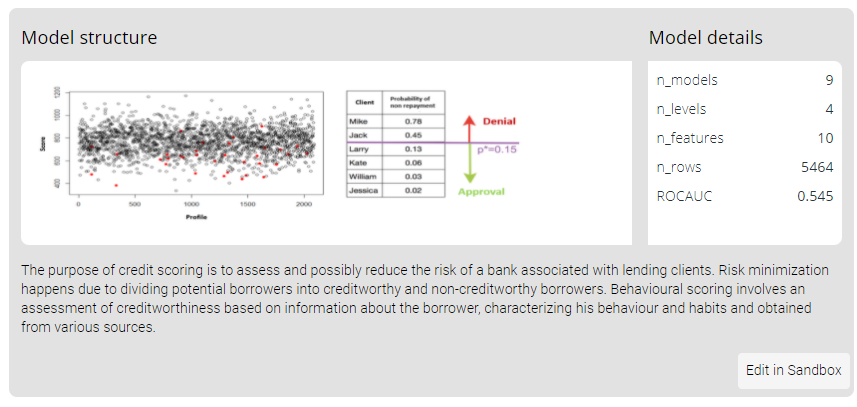 Model structure
Model details
1200
1000
800
600
400
Score
0
500
1000
1500
2000
Profile
Client
Probability of
non repayment
Mike 0.78
Jack 0.45
Larry 0.13
Kate 0.06
William 0.03
Jessica 0.02
Denial
p*=0.15
Approval
n_models 9
n_levels 4
n_features 10
n_rows 5464
ROCAUC 0.545
The purpose of credit scoring is to assess and possibly reduce the risk of a bank associated with lending clients. Risk minimization
happens due to dividing potential borrowers into creditworthy and non-creditworthy borrowers. Behavioural scoring involves an
assessment of creditworthiness based on information about the borrower, characterizing his behaviour and habits and obtained
from various sources.
Edit in Sandbox